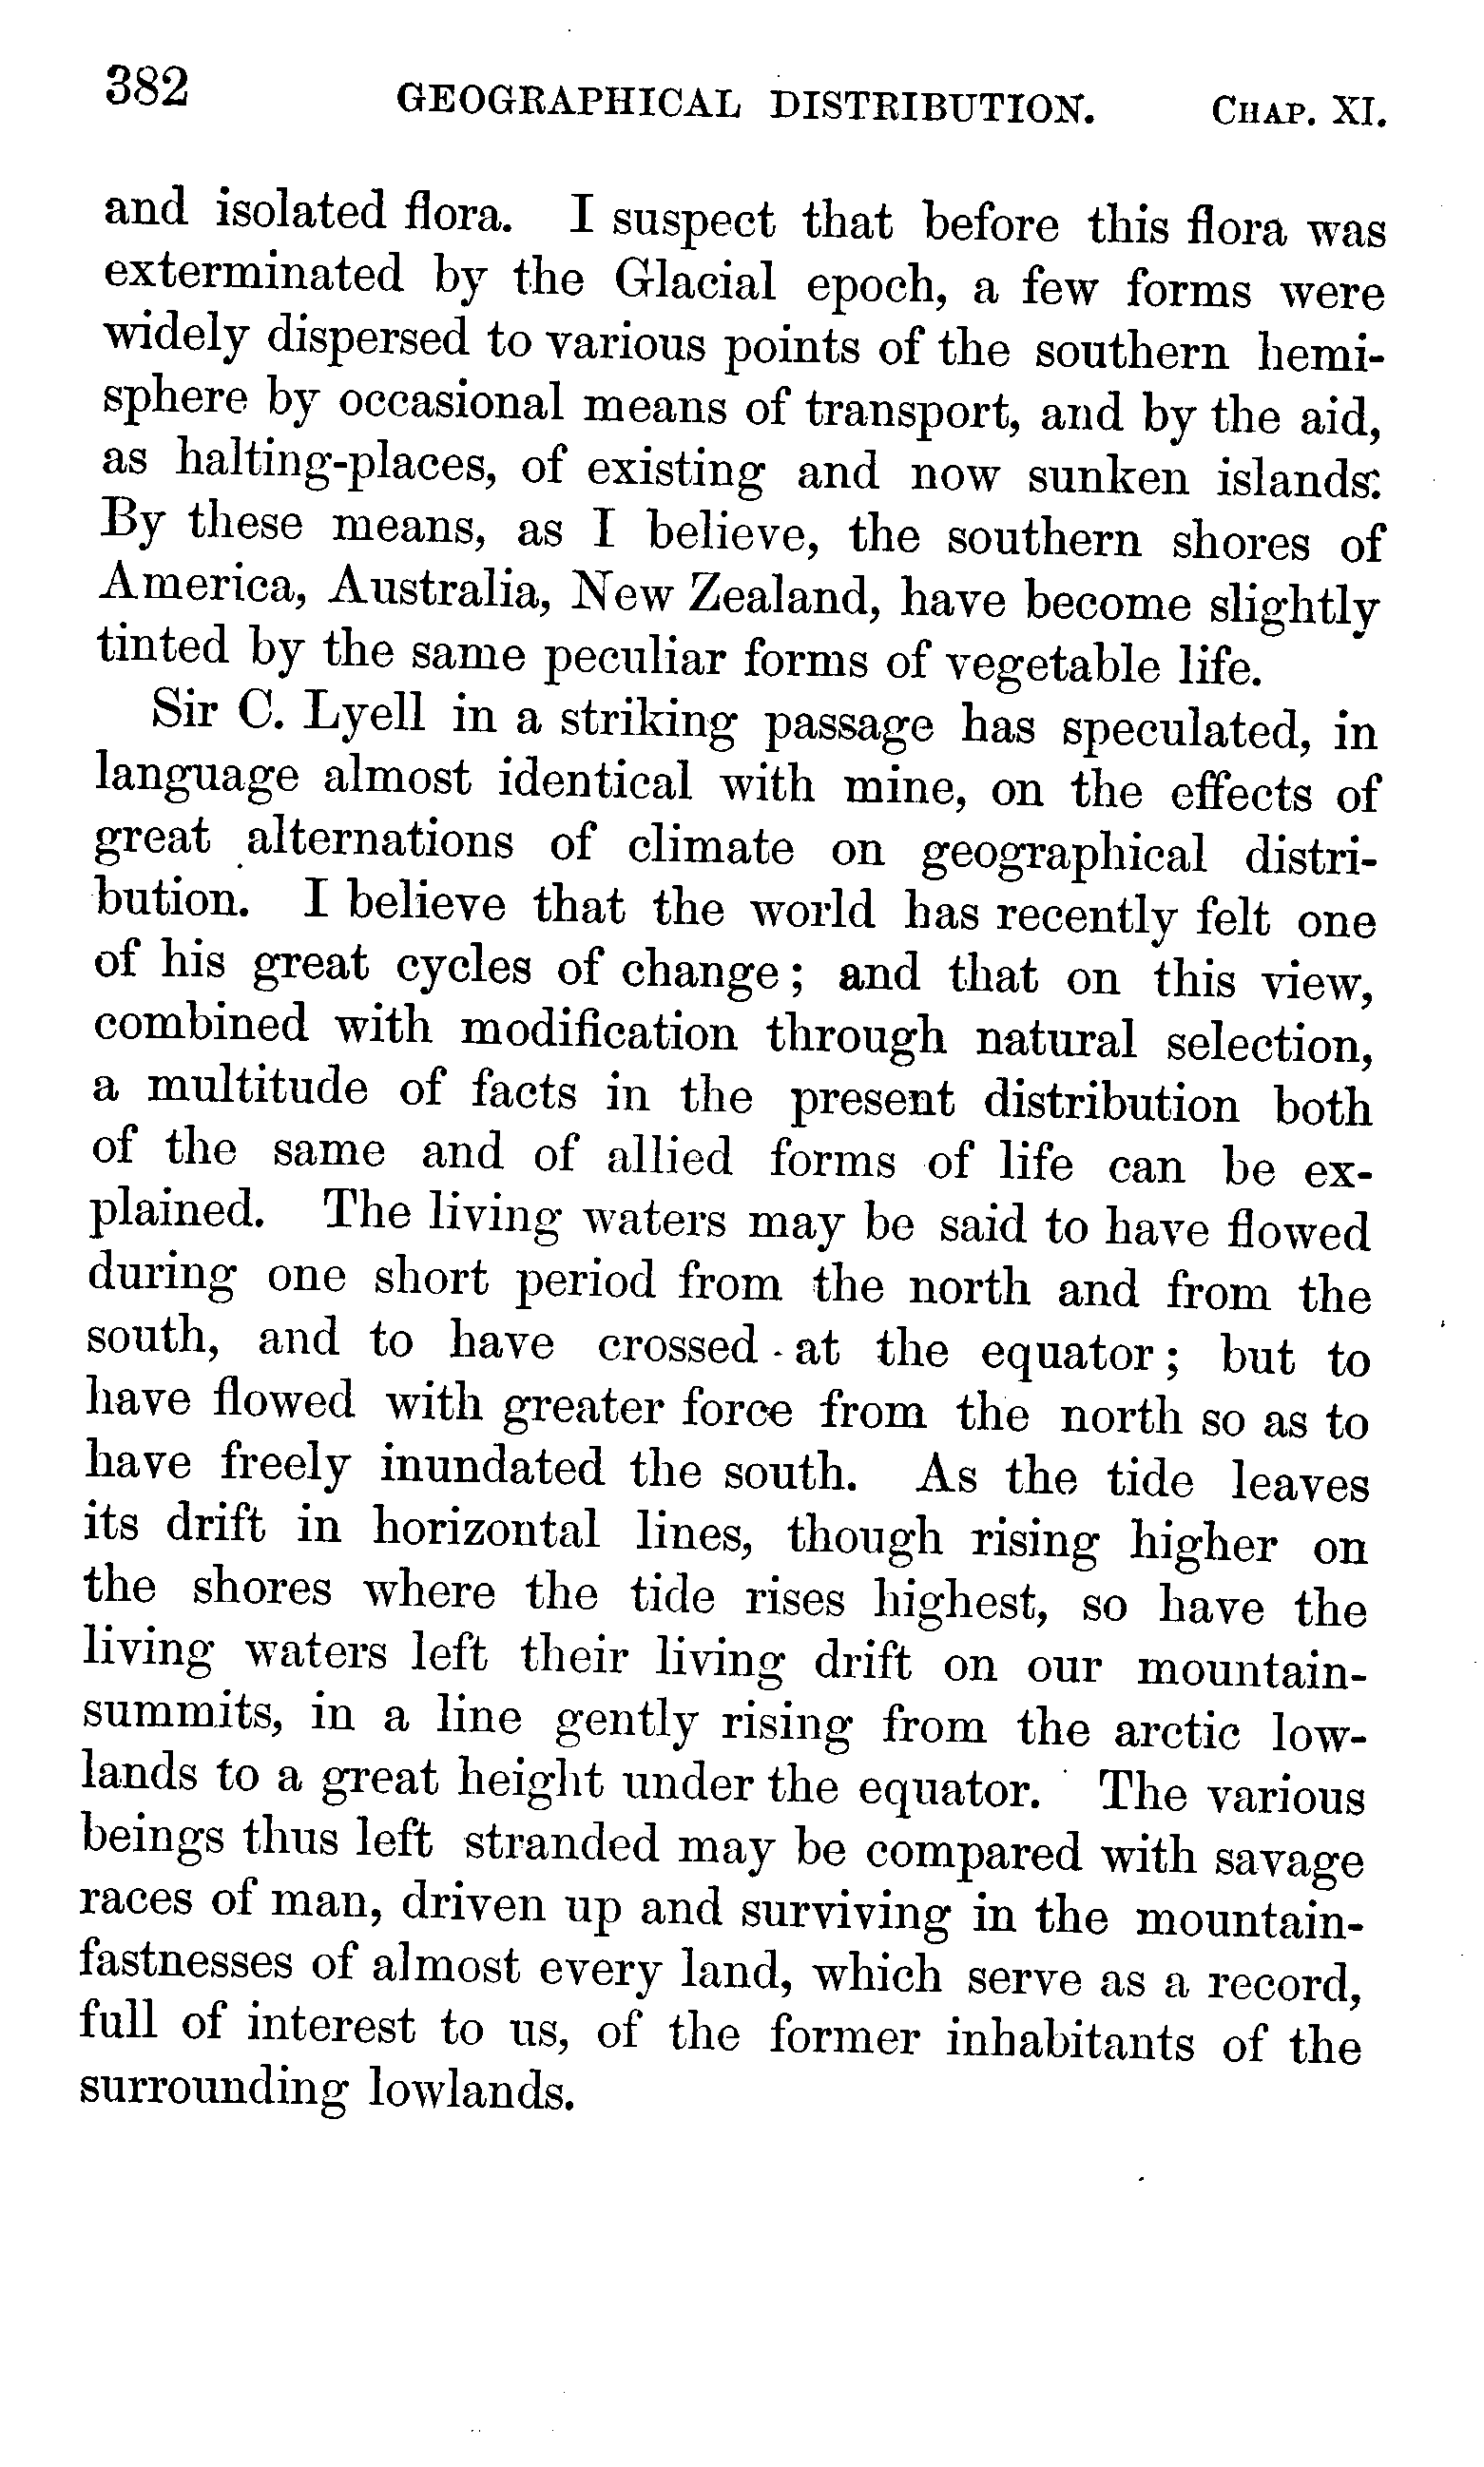 382 GEOGRAPHICAL DISTRIBUTION. CHAP. XI.
and isolated flora. I suspect that before this flora was
exterminated by the Glacial epoch, a few forms were
widely dispersed to various points of the southern hemi-
sphere by occasional means of transport, and by the aid,
as halting-places, of existing and now sunken islands.
By these means, as I believe, the southern shores of
America, Australia, New Zealand, have become slightly
tinted by the same peculiar forms of vegetable life.
Sir C. Lyell in a striking passage has speculated, in
language almost identical with mine, on the effects of
great alternations of climate on geographical distri-
bution. I believe that the world has recently felt one
of his great cycles of change; and that on this view,
combined with modification through natural selection,
a multitude of facts in the present distribution both
of the same and of allied forms of life can be ex-
plained. The living waters may be said to have flowed
during one short period from the north and from the
south, and to have crossed at the equator; but to
have flowed with greater force from the north so as to
have freely inundated the south. As the tide leaves
its drift in horizontal lines, though rising higher on
the shores where the tide rises highest, so have the
living waters left their living drift on our mountain-
summits, in a line gently rising from the arctic low-
lands to a great height under the equator. The various
beings thus left stranded may be compared with savage
races of man, driven up and surviving in the mountain-
fastnesses of almost every land, which serve as a record,
full of interest to us, of the former inhabitants of the
surrounding lowlands.